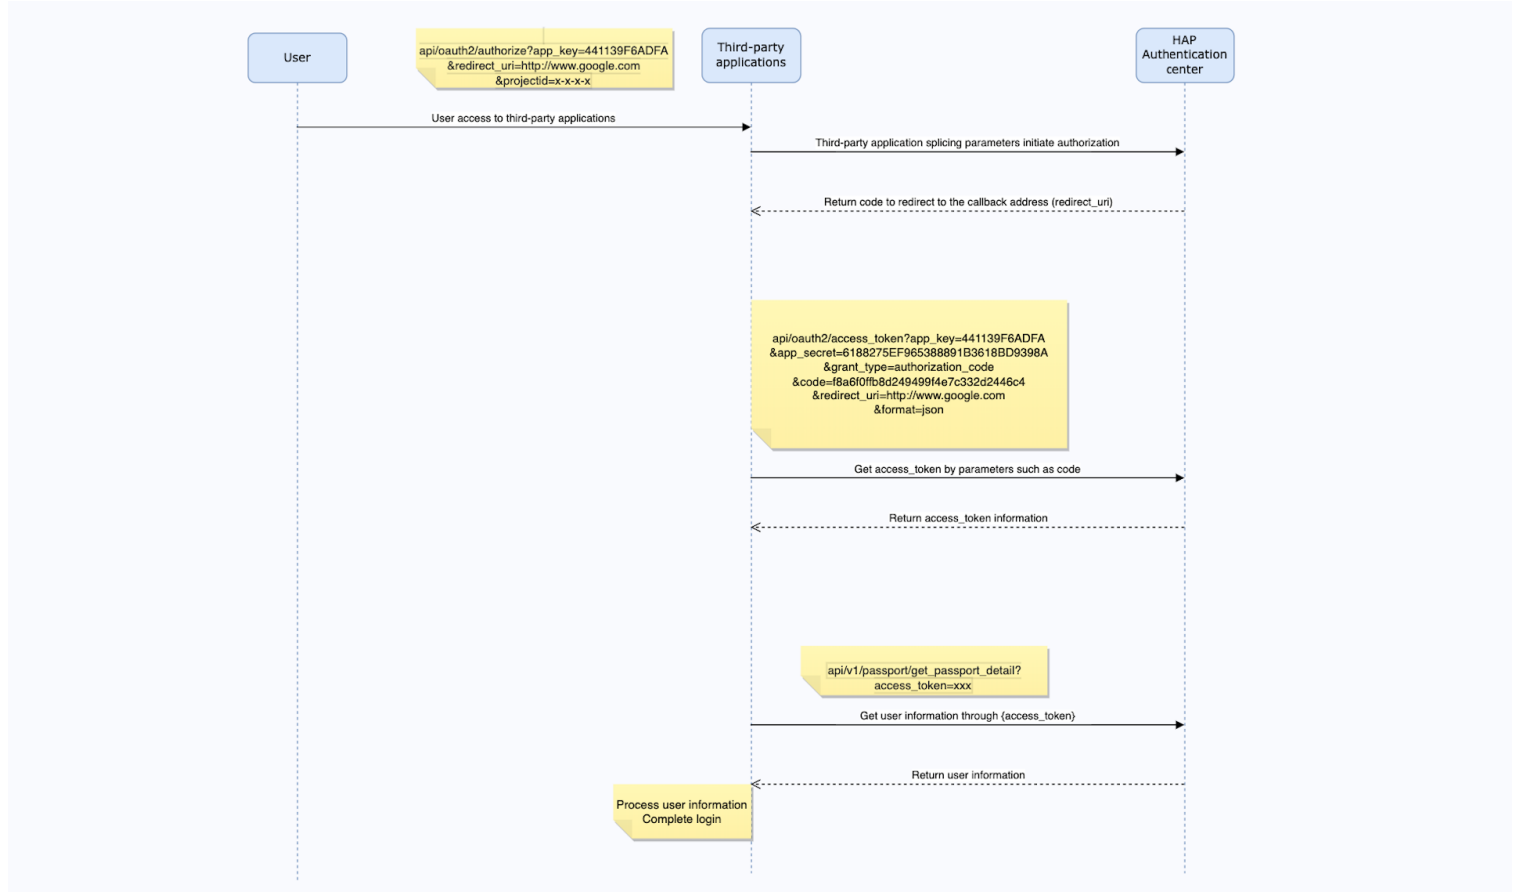 User
api/oauth2/authorize?app_key=441139F6ADFA
&redirect_uri=http://www.google.com
&projectid=x-x-x-x
Third-party
applications
HAP
Authentication
center
User access to third-party applications
Third-party application splicing parameters initiate authorization
Return code to redirect to the callback address (redirect_uri)
api/oauth2/access_token?app_key=441139F6ADFA
&app_secret=6188275EF965388891B3618BD9398A
&grant_type=authorization_code
&code=f8a6f0ffb8d249499f4e7c332d2446c4
&redirect_uri=http://www.google.com
&format=json
Get access_token by parameters such as code
Return access_token information
api/v1/passport/get_passport_detail?
access_token=xxx
Get user information through {access_token}
Return user information
Process user information
Complete login